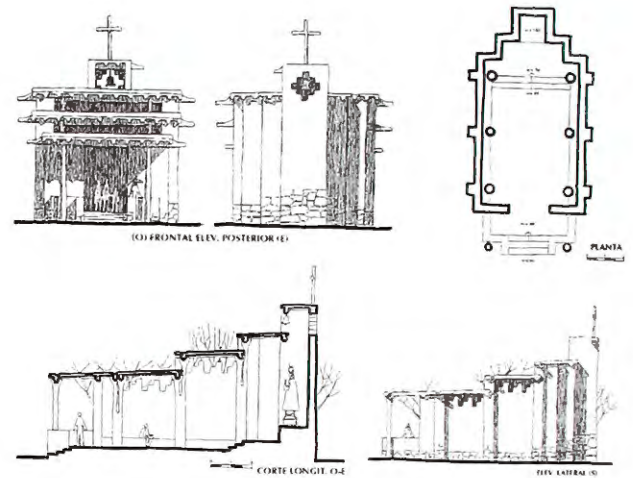 (O) FRONTAL ELEV. POSTERIOR (E)
PLANTA
CORTE LONGIT. O-E
ELEV. LATERAL (S)